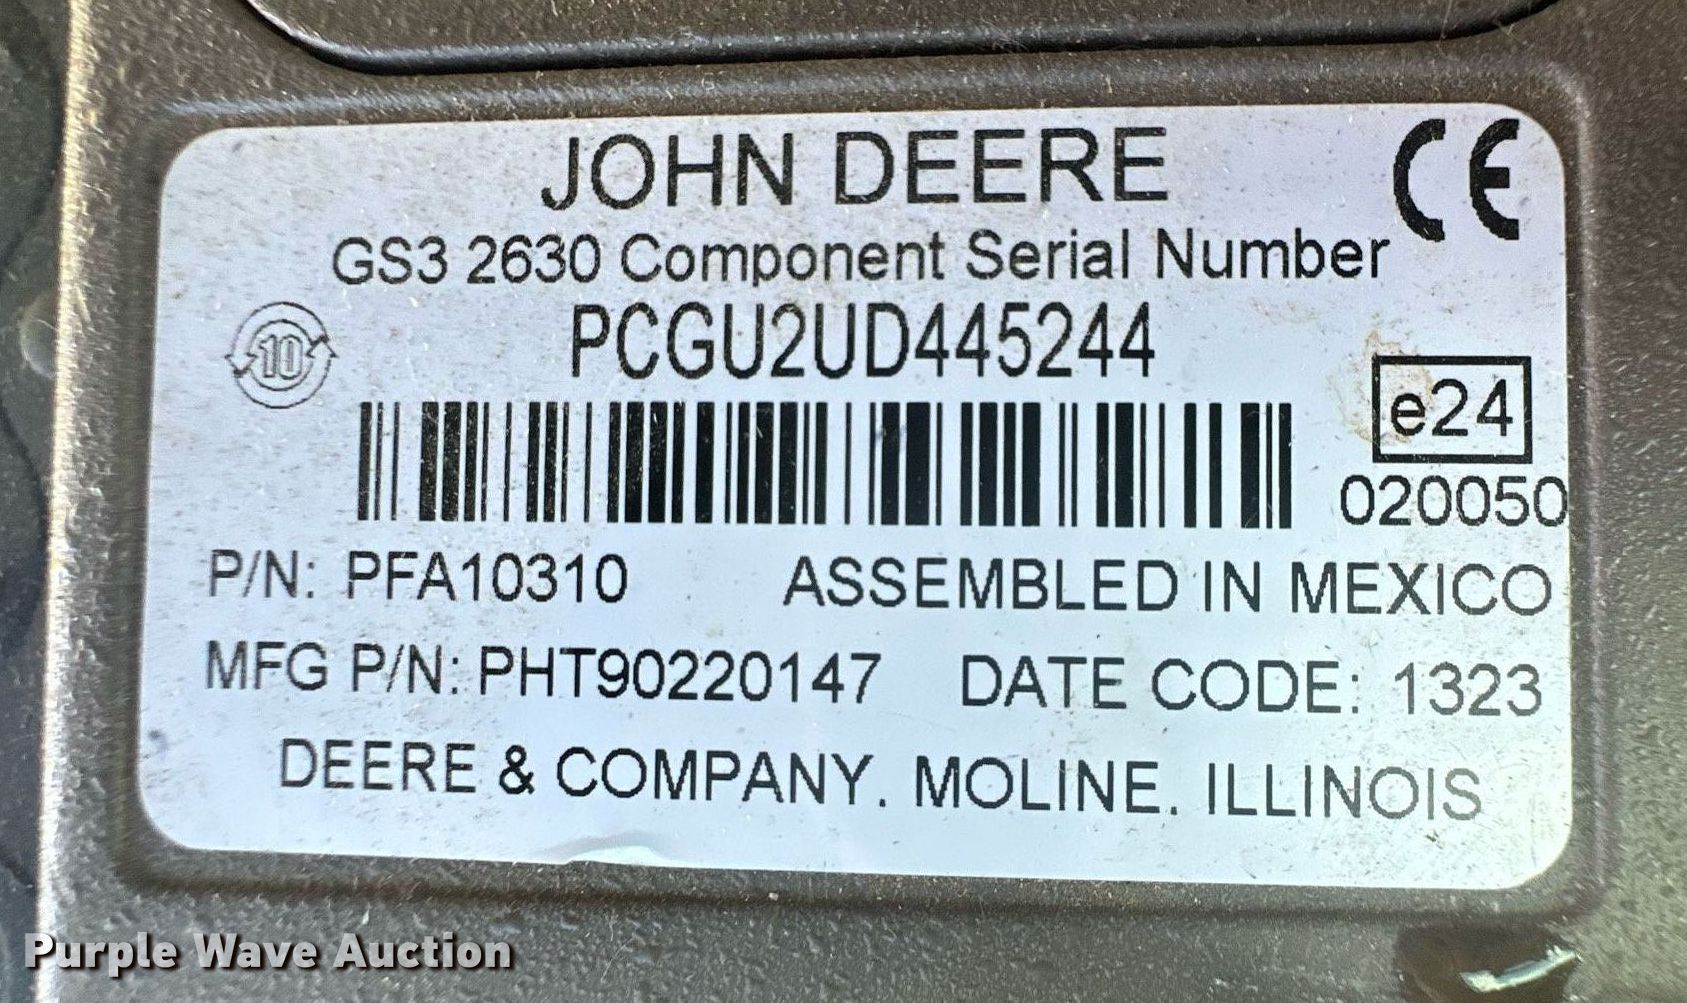 JOHN DEERE
CE
GS3 2630 Component Serial Number
PCGU2UD445244
10
e24
020050
P/N: PFA10310 ASSEMBLED IN MEXICO
MFG P/N: PHT90220147 DATE CODE: 1323
DEERE & COMPANY. MOLINE. ILLINOIS
Purple Wave Auction